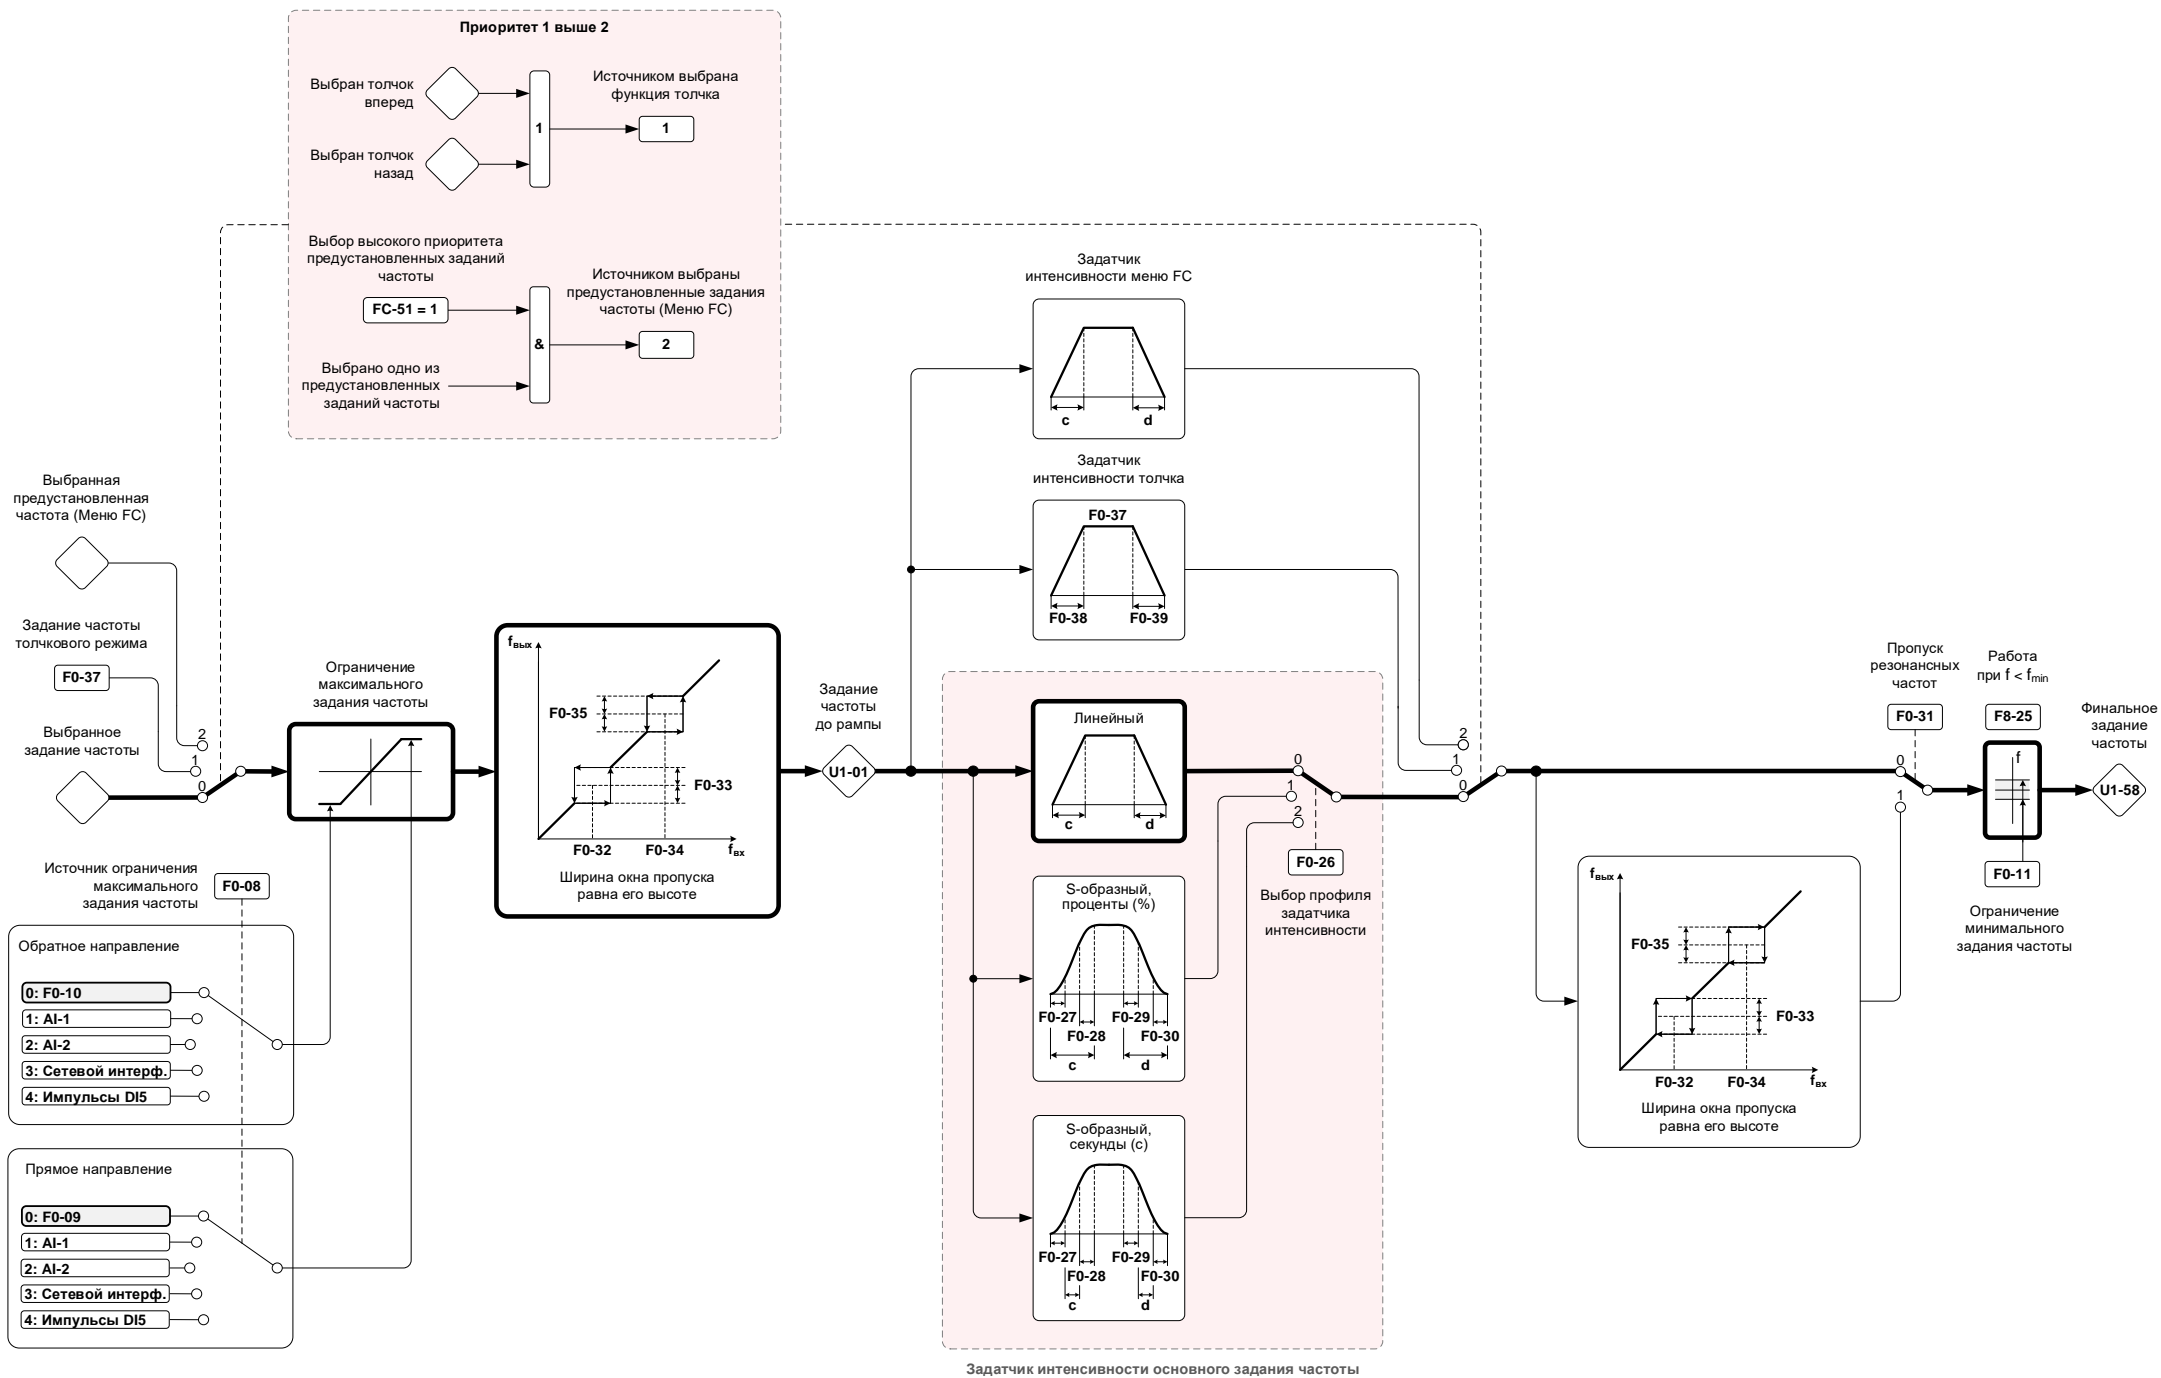 Приоритет 1 выше 2
Выбран толчок
вперед
1
Источником выбрана
функция толчка
1
Выбран толчок
назад
Выбор высокого приоритета
предустановленных заданий
частоты
FC-51 = 1
&
Источником выбраны
предустановленные задания
частоты (Меню FC)
2
Выбрано одно из
предустановленных
заданий частоты
Выбранная
предустановленная
частота (Меню FC)
Задание частоты
толчкового режима
F0-37
Выбранное
задание частоты
2
1
0
Ограничение
максимального
задания частоты
Источник ограничения
максимального
задания частоты
F0-08
Обратное направление
0: F0-10
1: AI-1
2: AI-2
3: Сетевой интерф.
4: Импульсы DI5
Прямое направление
0: F0-09
1: AI-1
2: AI-2
3: Сетевой интерф.
4: Импульсы DI5
fвых
F0-35
F0-33
F0-32
F0-34
fвх
Ширина окна пропуска
равна его высоте
Задание
частоты
до рампы
U1-01
Задатчик
интенсивности меню FC
c
d
Задатчик
интенсивности толчка
F0-37
F0-38
F0-39
Линейный
c
d
S-образный,
проценты (%)
F0-27
F0-29
F0-28
F0-30
c
d
S-образный,
секунды (с)
F0-27
F0-29
F0-28
F0-30
c
d
0
1
2
F0-26
Выбор профиля
задатчика
интенсивности
Задатчик интенсивности основного задания частоты
2
1
0
fвых
F0-35
F0-33
F0-32
F0-34
fвх
Ширина окна пропуска
равна его высоте
Пропуск
резонансных
частот
F0-31
0
1
Работа
при f < fmin
F8-25
f
F0-11
Ограничение
минимального
задания частоты
Финальное
задание
частоты
U1-58